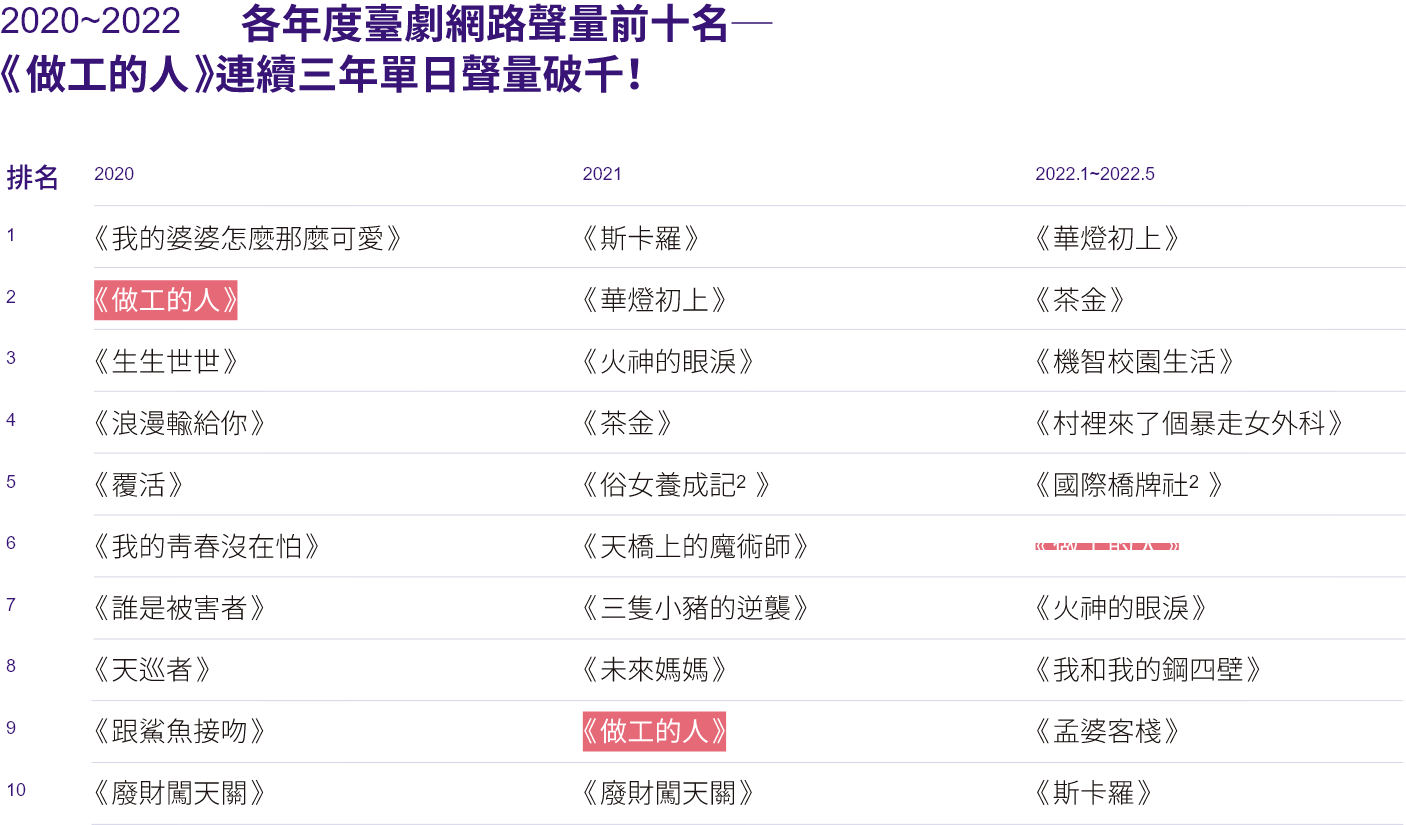 2020~2022 各年度臺劇網路聲量前十名—
《做工的人》連續三年單日聲量破千！
排名 2020 2021 2022.1~2022.5
1 《我的婆婆怎麼那麼可愛》 《斯卡羅》 《華燈初上》
2 《做工的人》 《華燈初上》 《茶金》
3 《生生世世》 《火神的眼淚》 《機智校園生活》
4 《浪漫輸給你》 《茶金》 《村裡來了個暴走女外科》
5 《覆活》 《俗女養成記2 》 《國際橋牌社2 》
6 《我的青春沒在怕》 《天橋上的魔術師》 《做工的人》
7 《誰是被害者》 《三隻小豬的逆襲》 《火神的眼淚》
8 《天巡者》 《未來媽媽》 《我和我的鋼四壁》
9 《跟鯊魚接吻》 《做工的人》 《孟婆客棧》
10 《廢財闖天關》 《廢財闖天關》 《斯卡羅》